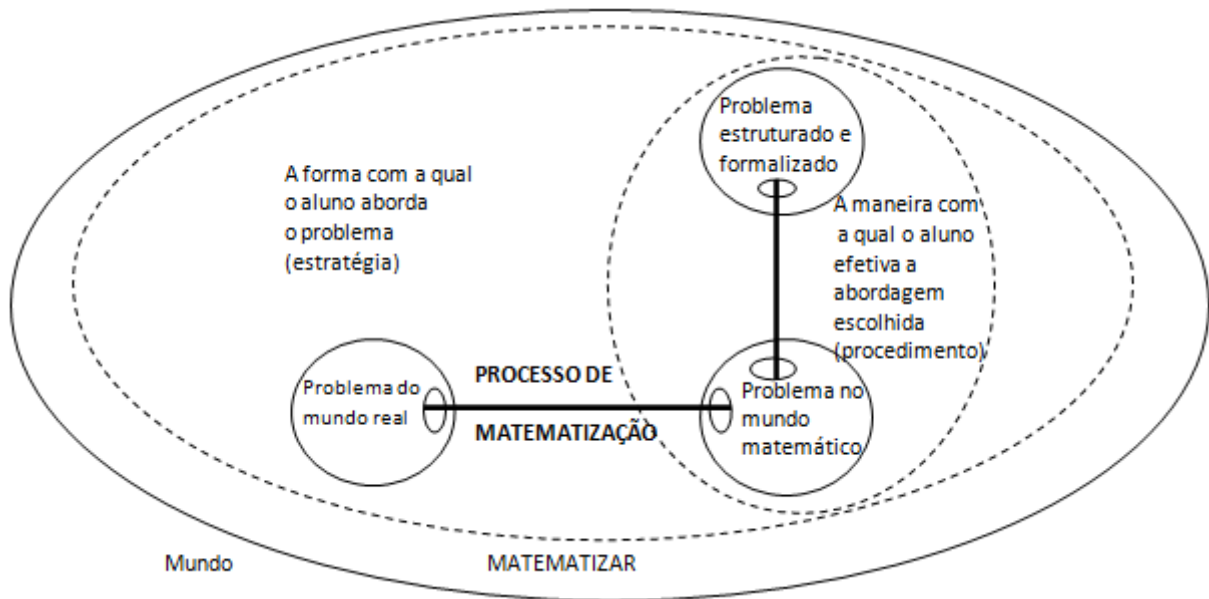 Problema
estruturado e
formalizado
A forma com a qual
o aluno aborda
o problema
(estratégia)
A maneira com
a qual o aluno
efetiva a
abordagem
escolhida
(procedimento)
Problema do
mundo real
PROCESSO DE
MATEMATIZAÇÃO
Problema no
mundo
matemático
Mundo
MATEMATIZAR